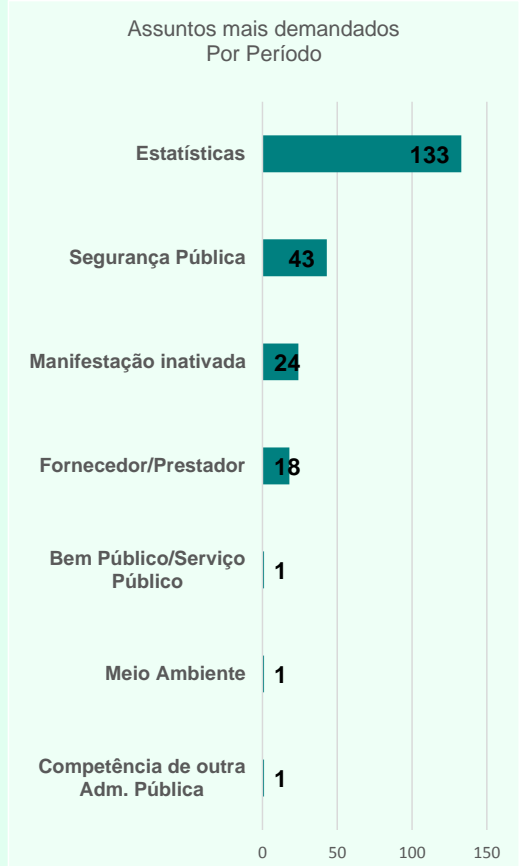 Assuntos mais demandados
Por Período
Estatísticas
133
Segurança Pública
43
Manifestação inativada
24
Fornecedor/Prestador
18
Bem Público/Serviço
Público
1
Meio Ambiente
1
Competência de outra
Adm. Pública
1
0 50 100 150